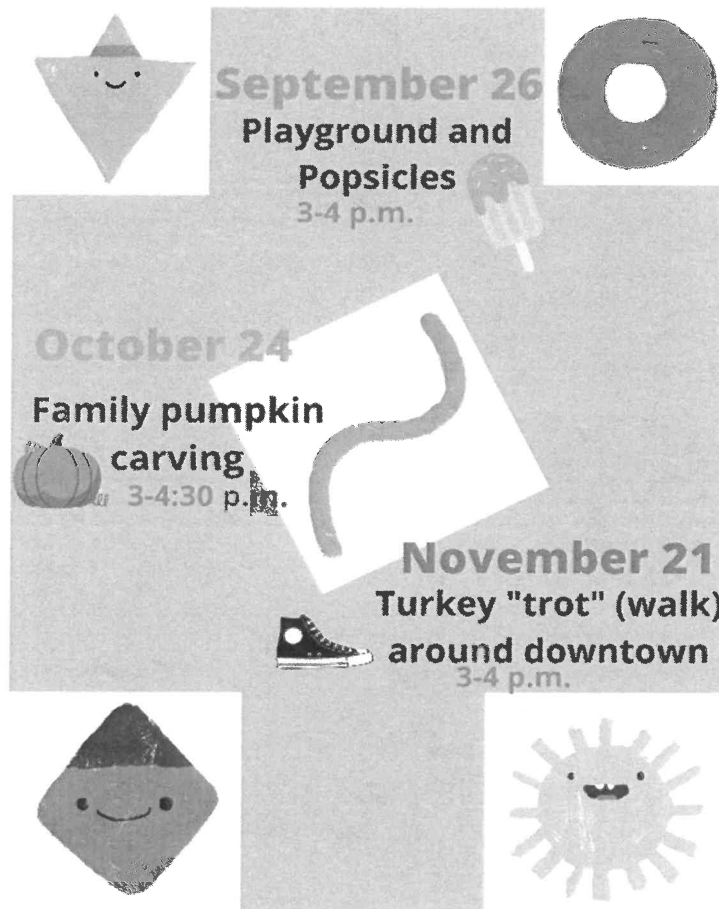 September 26
Playground and
Popsicles
3-4 p.m.
October 24
Family pumpkin
carving
3-4:30 p.m.
November 21
Turkey "trot" (walk)
around downtown
3-4 p.m.